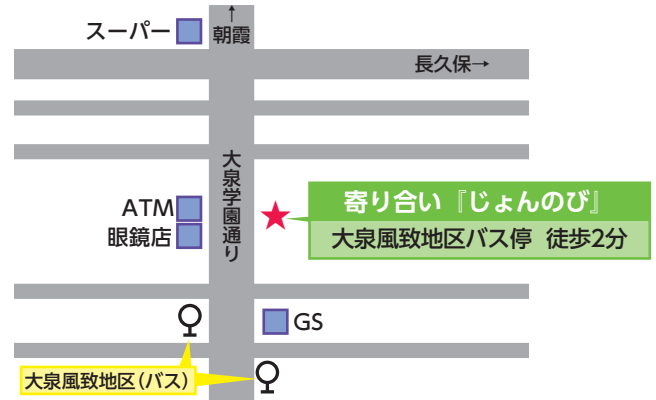 スーパー
↑
朝霞
長久保→
大泉学園通り
ATM
眼鏡店
寄り合い『じょんのび』
大泉風致地区バス停 徒歩2分
GS
大泉風致地区(バス)